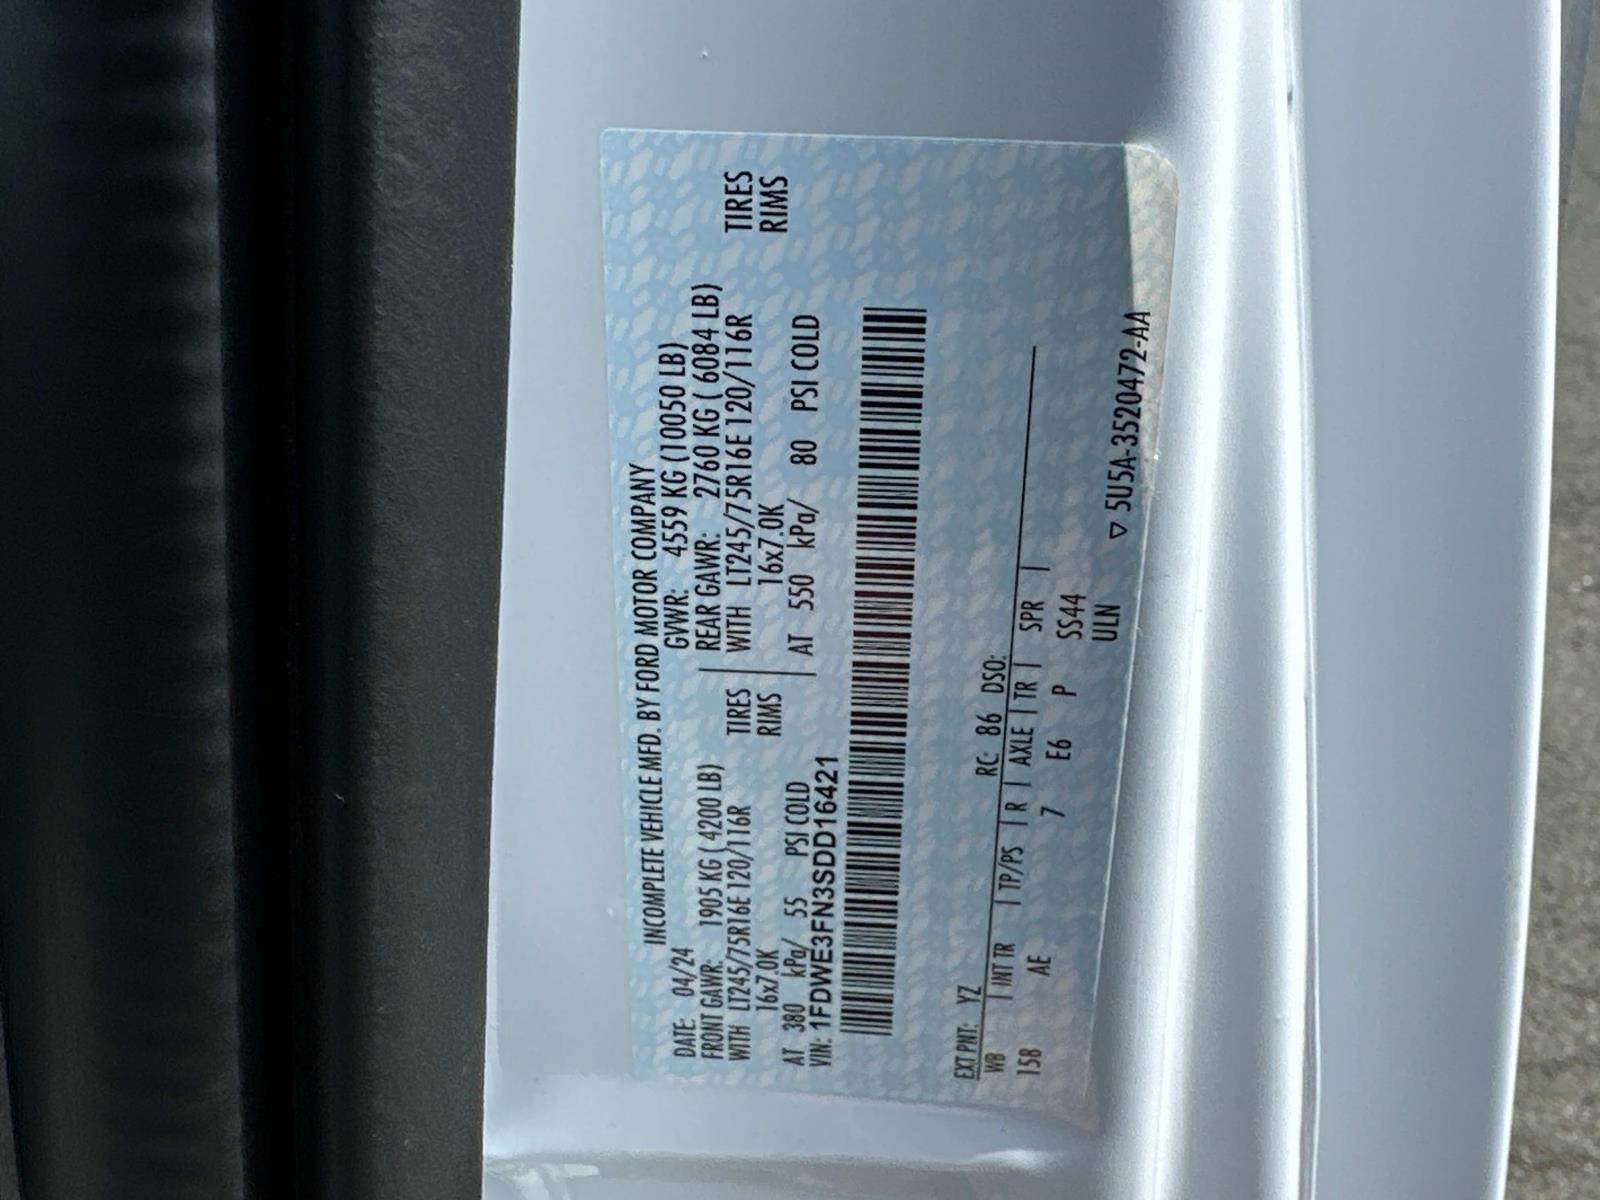 INCOMPLETE VEHICLE MFD. BY FORD MOTOR COMPANY
DATE: 04/24 GVWR: 4559 KG (10050 LB)
FRONT GAWR: 1905 KG ( 4200 LB) REAR GAWR: 2760 KG ( 6084 LB)
WITH LT245/75R16E 120/116R TIRES WITH LT245/75R16E 120/116R TIRES
16x7.0K RIMS 16x7.0K RIMS
AT 380 kPa/ 55 PSI COLD AT 550 kPa/ 80 PSI COLD
VIN: 1FDWE3FN3SDD16421
EXT PNT: YZ RC: 86 DSO:
WB | INT TR | TP/PS | R | AXLE | TR | SPR |
158 AE 7 E6 P SS44
ULN
▽ 5U5A-3520472-AA